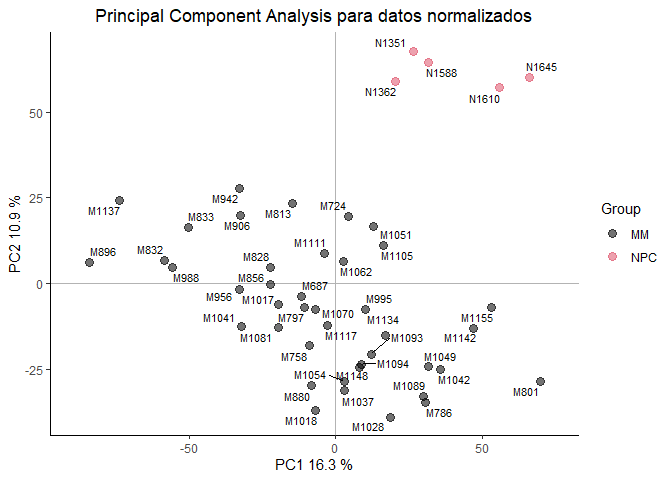 Principal Component Analysis para datos normalizados
N1351
N1588
N1645
N1362
N1610
50
M942
M1137
M833
M813
M724
M906
25
M1051
M1111
M1105
Group
MM
NPC
M896
M832
M828
M988
M1062
PC2 10.9 %
0
M856
M687
M956
M1017
M995
M1155
M797
M1070
M1041
M1134
M1142
M1081
M1117
M1093
M758
M1049
M1094
-25
M1054
M1148
M1042
M1089
M801
M880
M1037
M786
M1018
M1028
-50
0
50
PC1 16.3 %